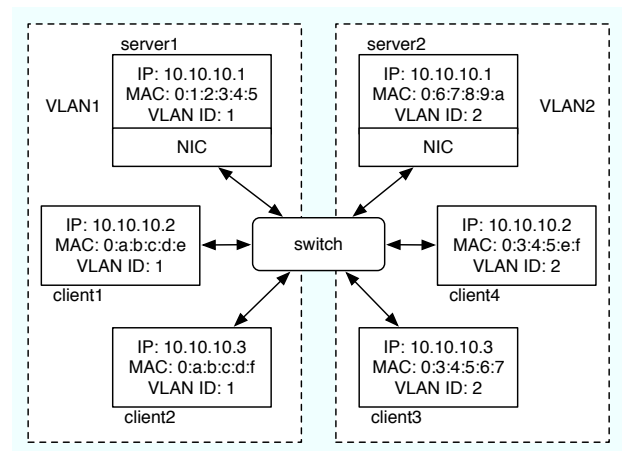 server1
IP: 10.10.10.1
MAC: 0:1:2:3:4:5
VLAN ID: 1
NIC
VLAN1
server2
IP: 10.10.10.1
MAC: 0:6:7:8:9:a
VLAN ID: 2
NIC
VLAN2
IP: 10.10.10.2
MAC: 0:a:b:c:d:e
VLAN ID: 1
client1
switch
IP: 10.10.10.2
MAC: 0:3:4:5:e:f
VLAN ID: 2
client4
IP: 10.10.10.3
MAC: 0:a:b:c:d:f
VLAN ID: 1
client2
IP: 10.10.10.3
MAC: 0:3:4:5:6:7
VLAN ID: 2
client3